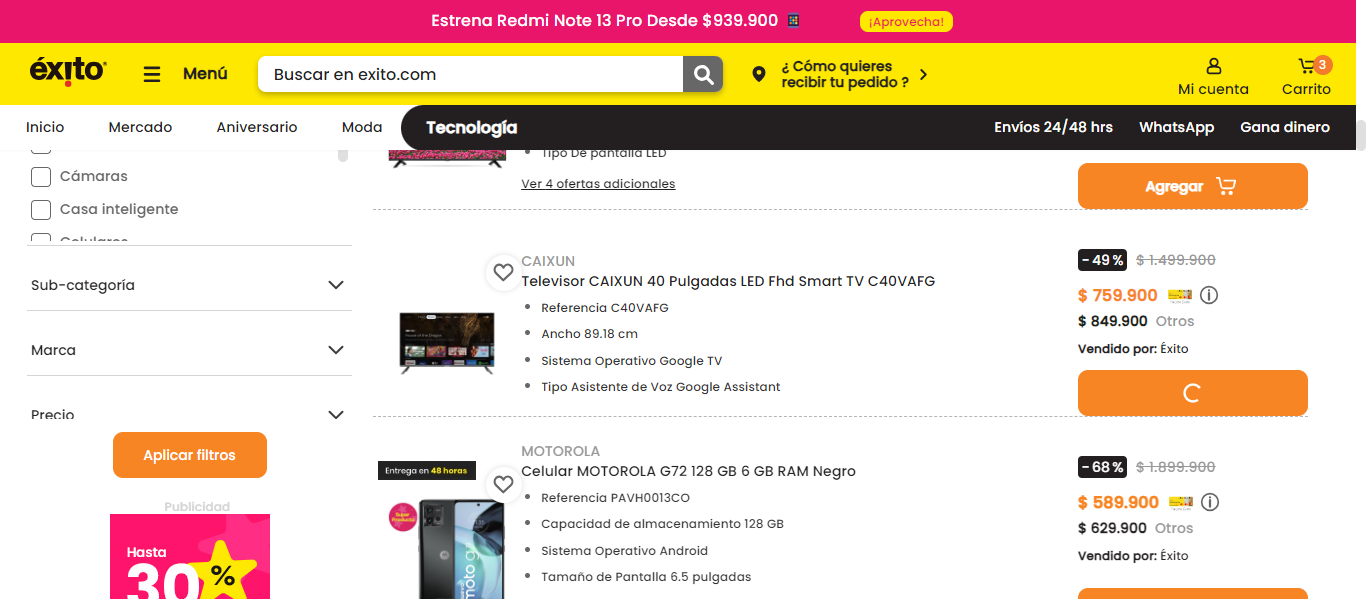 Estrena Redmi Note 13 Pro Desde $939.900
¡Aprovecha!
éxito
Menú
Buscar en exito.com
¿ Cómo quieres
recibir tu pedido ?
Mi cuenta
3
Carrito
Inicio
Mercado
Aniversario
Moda
Tecnología
Envíos 24/48 hrs
WhatsApp
Gana dinero
Cámaras
Casa inteligente
Celulares
Sub-categoría
Marca
Precio
Aplicar filtros
Publicidad
Hasta
30 %
Tipo De pantalla LED
Ver 4 ofertas adicionales
Agregar
CAIXUN
Televisor CAIXUN 40 Pulgadas LED Fhd Smart TV C40VAFG
Referencia C40VAFG
Ancho 89.18 cm
Sistema Operativo Google TV
Tipo Asistente de Voz Google Assistant
- 49 % $ 1.499.900
$ 759.900
$ 849.900 Otros
Vendido por: Éxito
Entrega en 48 horas
Super
Producto
moto g
MOTOROLA
Celular MOTOROLA G72 128 GB 6 GB RAM Negro
Referencia PAVH0013CO
Capacidad de almacenamiento 128 GB
Sistema Operativo Android
Tamaño de Pantalla 6.5 pulgadas
- 68 % $ 1.899.900
$ 589.900
$ 629.900 Otros
Vendido por: Éxito